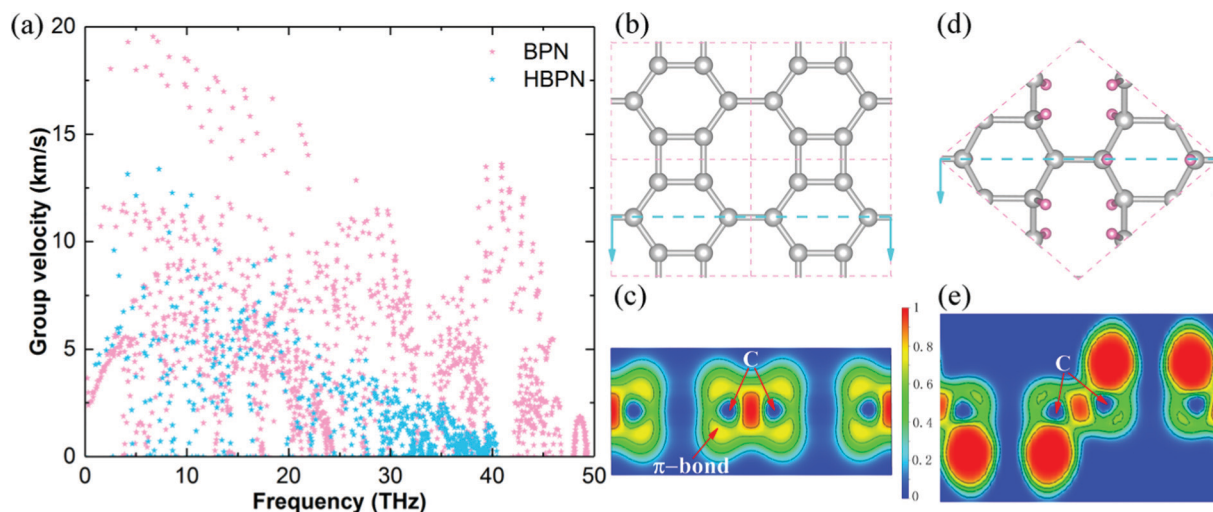 (a)
20
15
10
5
0
Group velocity (km/s)
BPN
HBPN
0 10 20 30 40 50
Frequency (THz)
(b)
(c)
C
π-bond
1
0.8
0.6
0.4
0.2
0
(d)
(e)
C